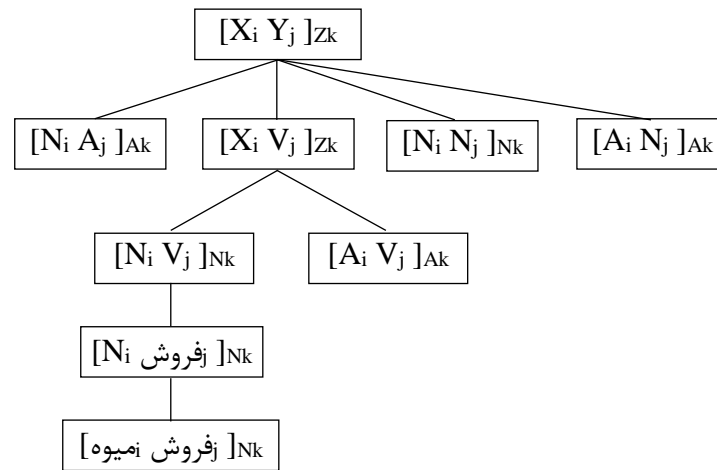 [Xi Yj ]Zk
[Ni Aj ]Ak
[Xi Vj ]Zk
[Ni Nj ]Nk
[Ai Nj ]Ak
[Ni Vj ]Nk
[Ai Vj ]Ak
[Ni فروشj ]Nk
[میوهi فروشj ]Nk